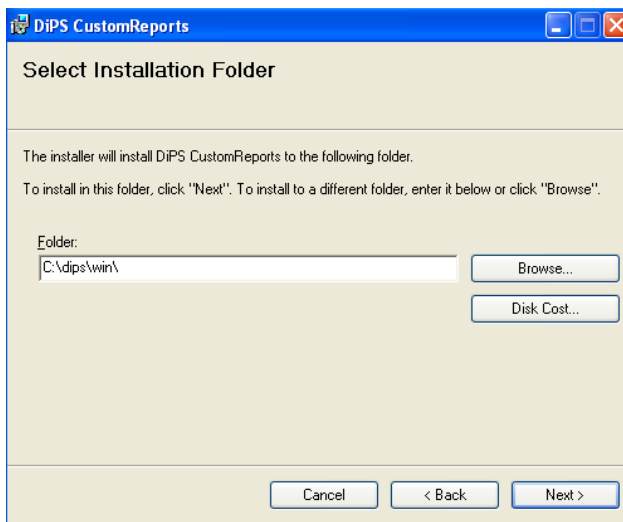 DiPS CustomReports
Select Installation Folder
The installer will install DiPS CustomReports to the following folder.
To install in this folder, click "Next". To install to a different folder, enter it below or click "Browse".
Folder:
C:\dips\win\
Browse...
Disk Cost...
Cancel
< Back
Next >